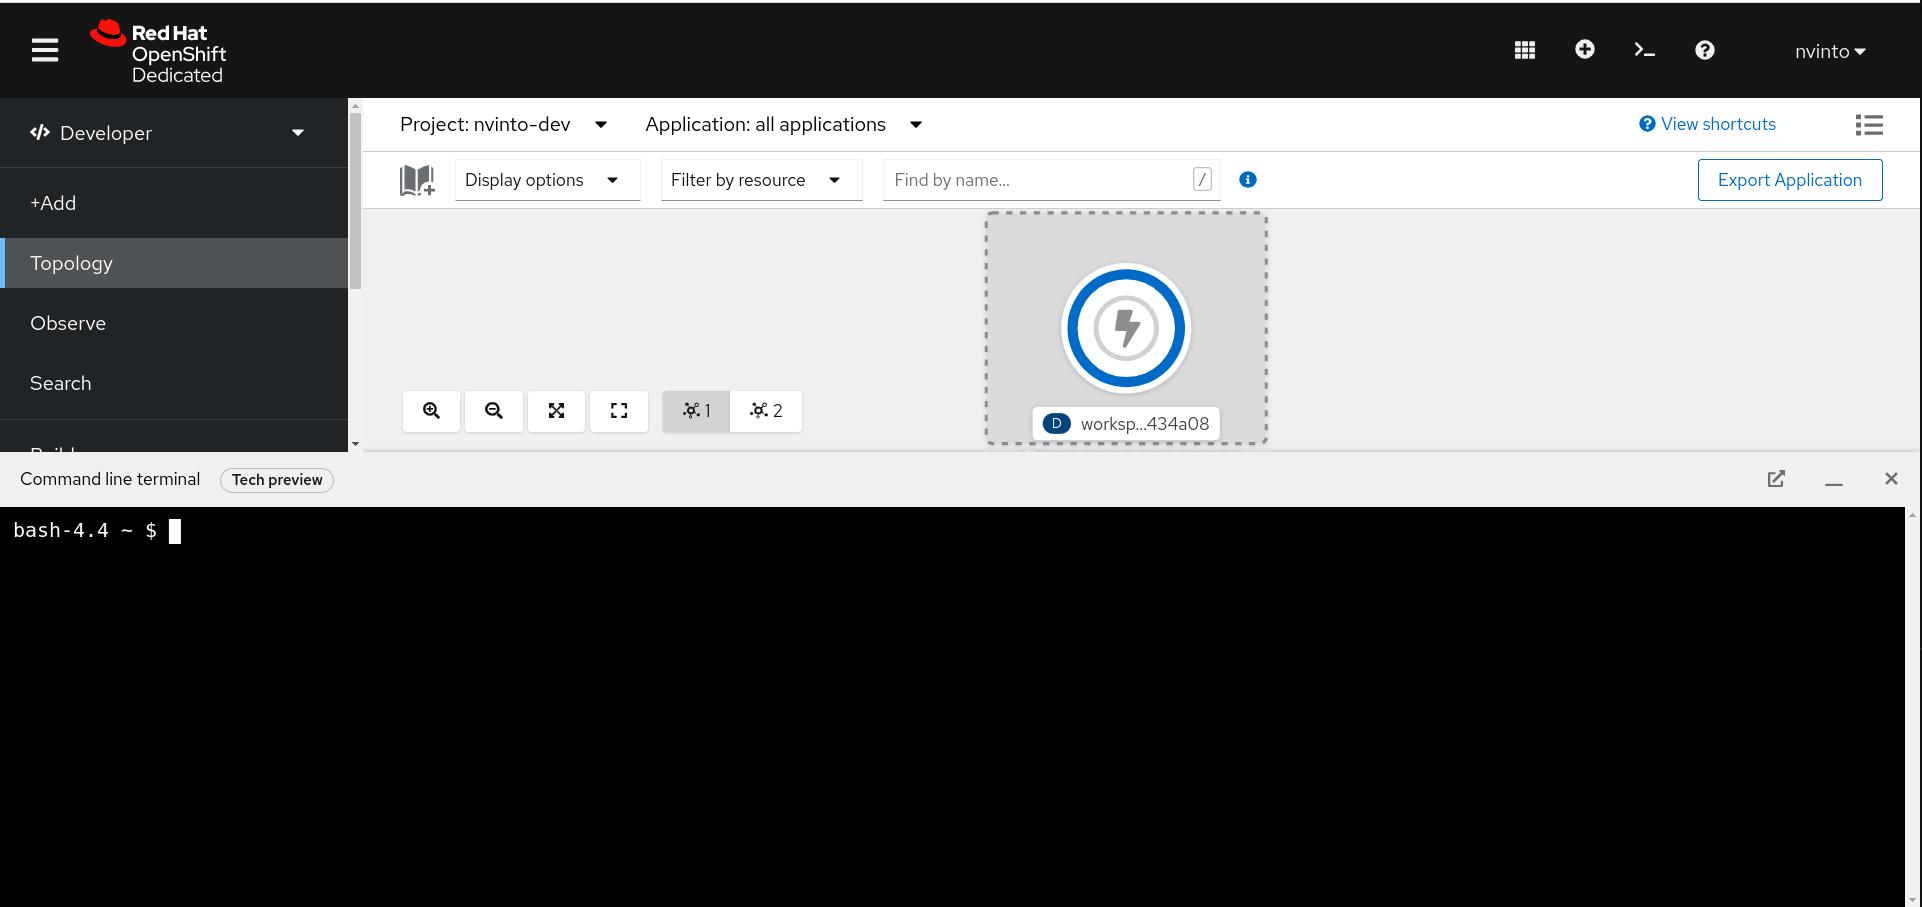 Red Hat
OpenShift
Dedicated
nvinto
Developer
Project: nvinto-dev
Application: all applications
View shortcuts
Display options
Filter by resource
Find by name...
/
Export Application
+Add
Topology
Observe
Search
1
2
D
worksp...434a08
Command line terminal
Tech preview
bash-4.4 ~ $